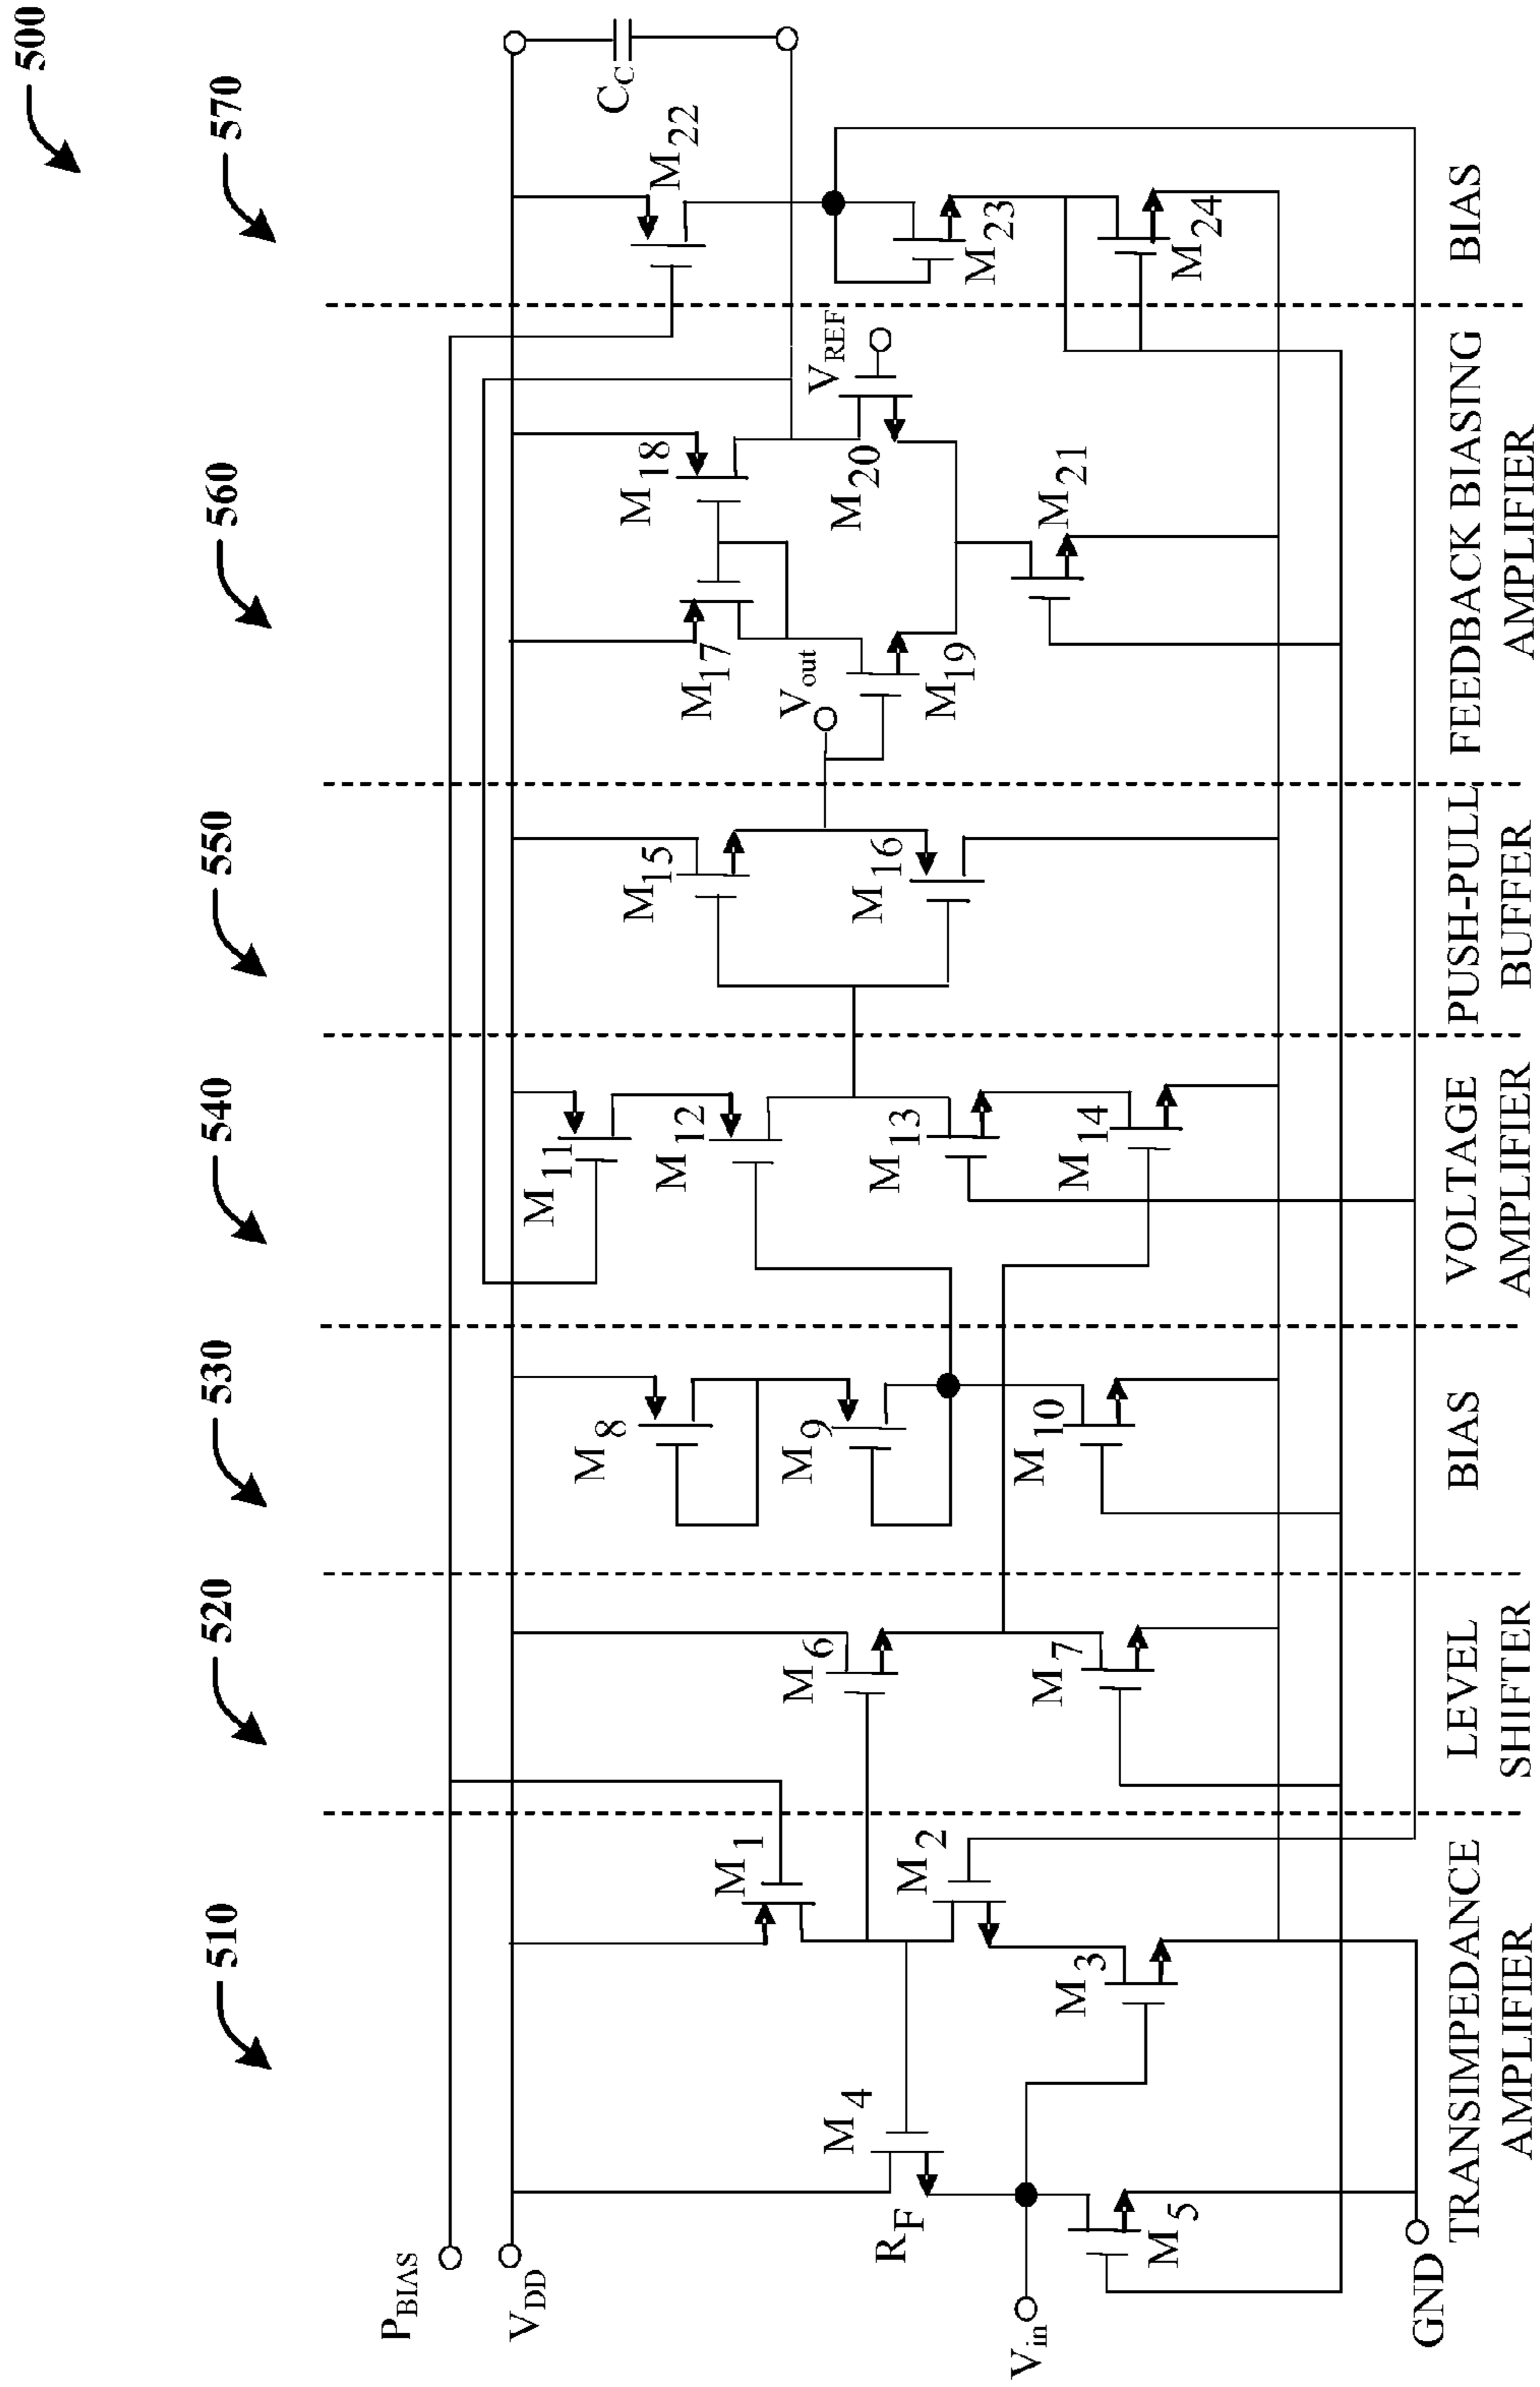 500
510
520
530
540
550
560
570
P_BIAS
V_DD
V_in
GND
R_F
M_1
M_2
M_3
M_4
M_5
M_6
M_7
M_8
M_9
M_10
M_11
M_12
M_13
M_14
M_15
M_16
V_out
M_17
M_18
M_19
M_20
V_REF
M_21
M_22
M_23
M_24
C_C
TRANSIMPEDANCE
AMPLIFIER
LEVEL
SHIFTER
BIAS
VOLTAGE
AMPLIFIER
PUSH-PULL
BUFFER
FEEDBACK BIASING
AMPLIFIER
BIAS